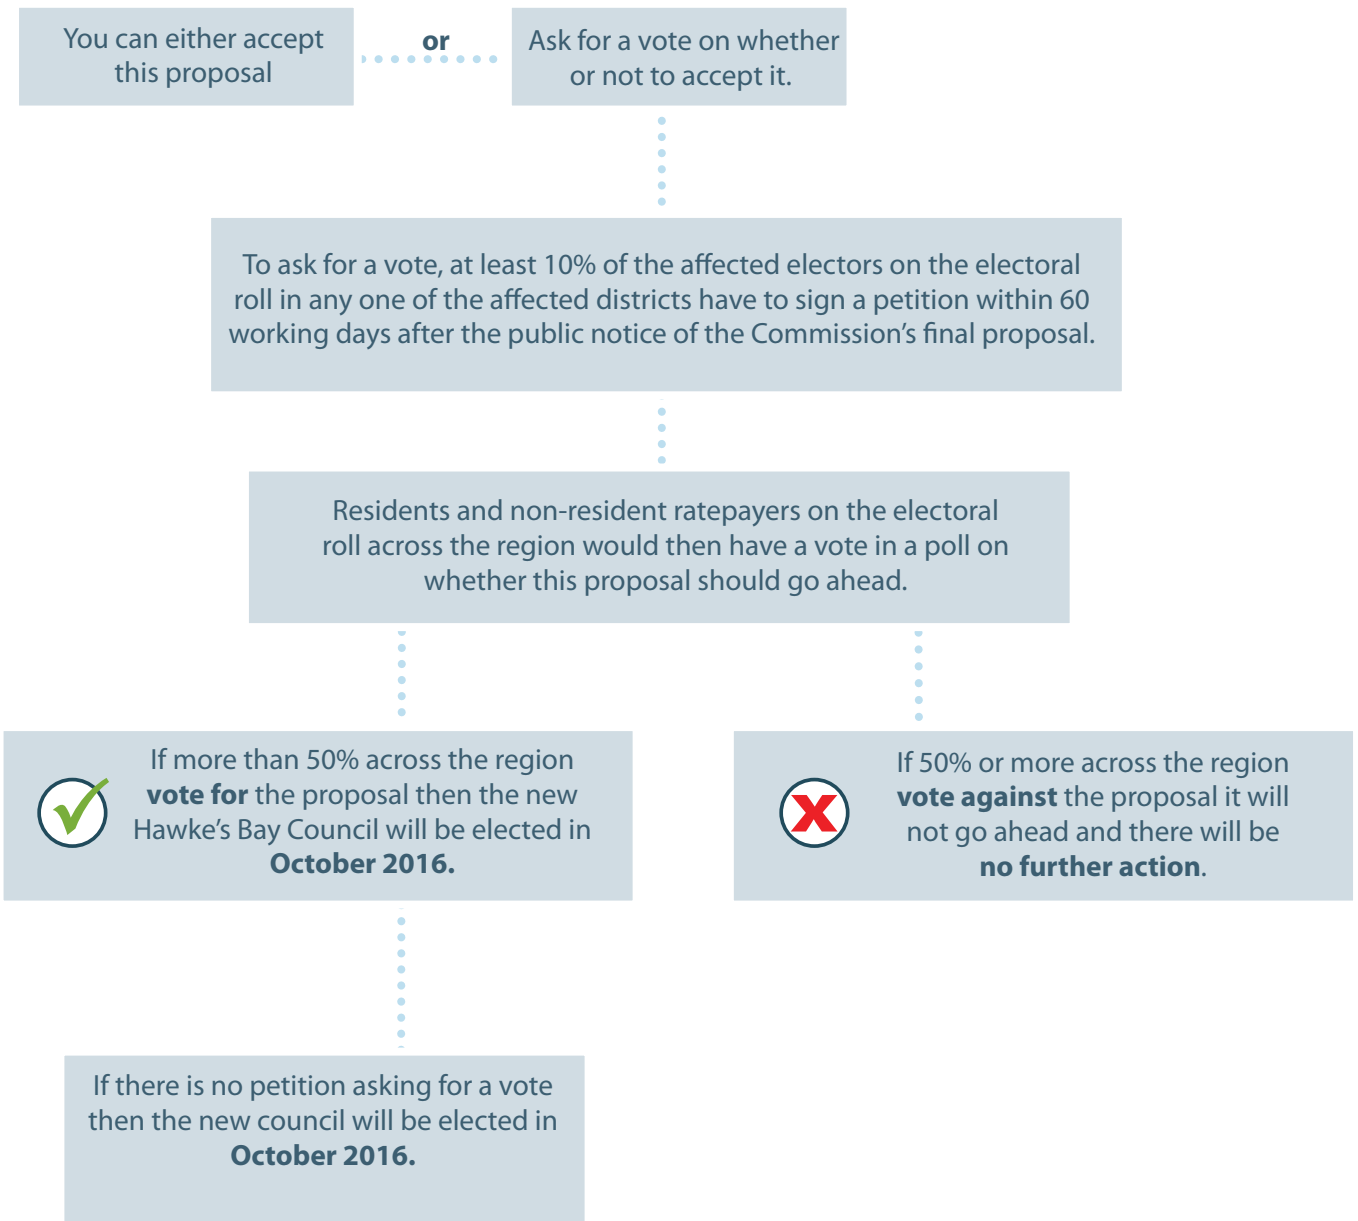 You can either accept
this proposal
or
Ask for a vote on whether
or not to accept it.
To ask for a vote, at least 10% of the affected electors on the electoral
roll in any one of the affected districts have to sign a petition within 60
working days after the public notice of the Commission’s final proposal.
Residents and non-resident ratepayers on the electoral
roll across the region would then have a vote in a poll on
whether this proposal should go ahead.
If more than 50% across the region
vote for the proposal then the new
Hawke’s Bay Council will be elected in
October 2016.
If 50% or more across the region
vote against the proposal it will
not go ahead and there will be
no further action.
If there is no petition asking for a vote
then the new council will be elected in
October 2016.